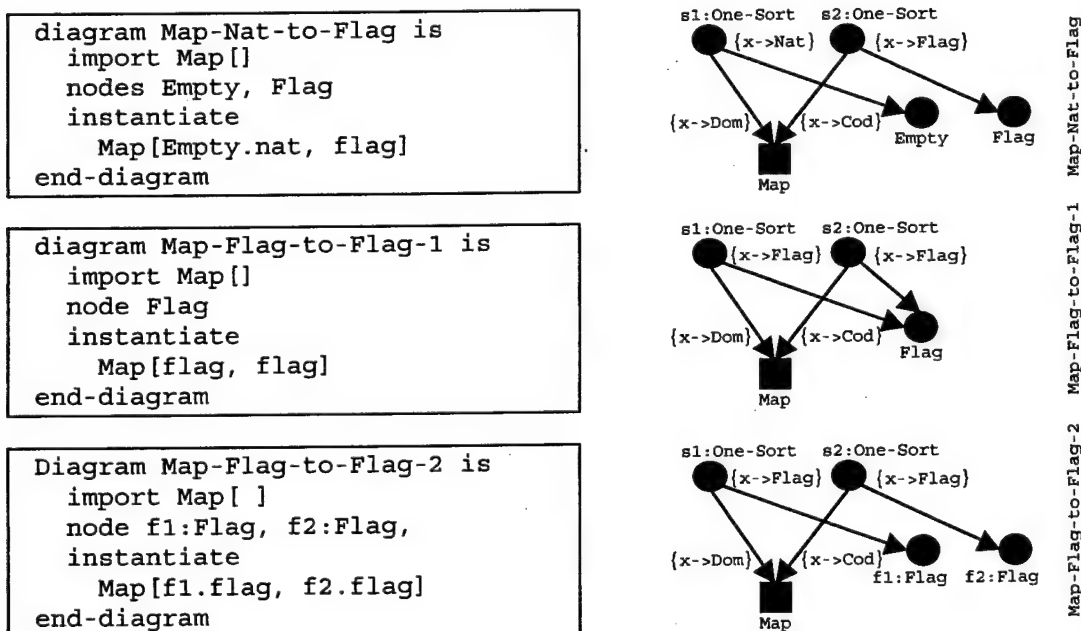 diagram Map-Nat-to-Flag is
import Map[]
nodes Empty, Flag
instantiate
Map[Empty.nat, flag]
end-diagram
s1:One-Sort s2:One-Sort
{x->Nat} {x->Flag}
{x->Dom} {x->Cod}
Empty Flag
Map
Map-Nat-to-Flag
diagram Map-Flag-to-Flag-1 is
import Map[]
node Flag
instantiate
Map[flag, flag]
end-diagram
s1:One-Sort s2:One-Sort
{x->Flag} {x->Flag}
{x->Dom} {x->Cod}
Flag
Map
Map-Flag-to-Flag-1
Diagram Map-Flag-to-Flag-2 is
import Map[ ]
node f1:Flag, f2:Flag,
instantiate
Map[f1.flag, f2.flag]
end-diagram
s1:One-Sort s2:One-Sort
{x->Flag} {x->Flag}
{x->Dom} {x->Cod}
f1:Flag f2:Flag
Map
Map-Flag-to-Flag-2